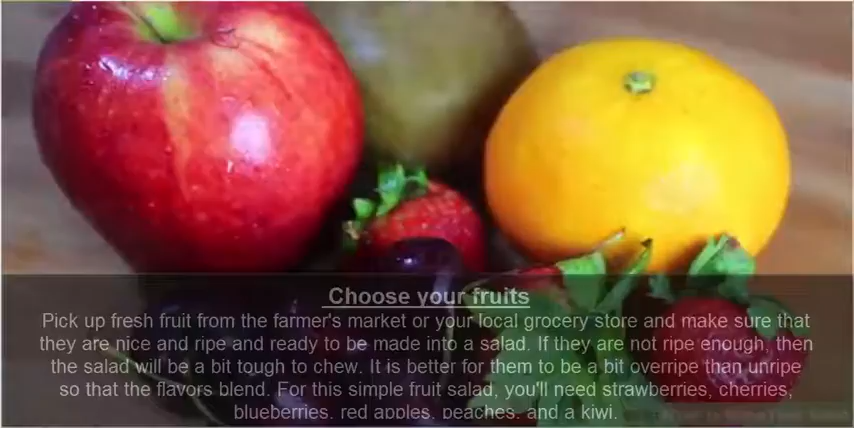 Choose your fruits
Pick up fresh fruit from the farmer's market or your local grocery store and make sure that
they are nice and ripe and ready to be made into a salad. If they are not ripe enough, then
the salad will be a bit tough to chew. It is better for them to be a bit overripe than unripe
so that the flavors blend. For this simple fruit salad, you'll need strawberries, cherries,
blueberries, red apples, peaches, and a kiwi.